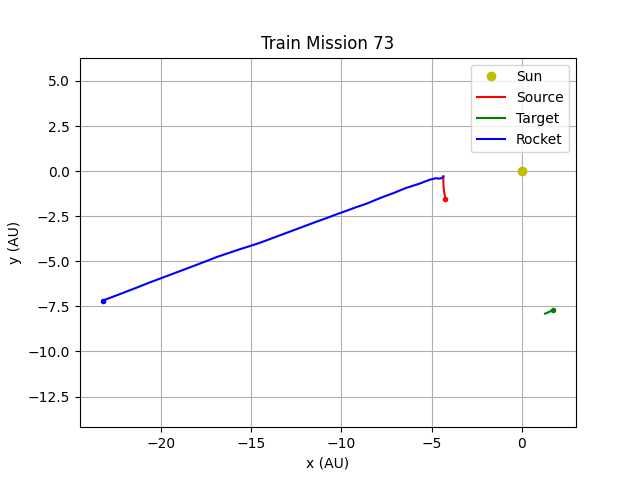 Train Mission 73
Sun
Source
Target
Rocket
5.0
2.5
0.0
−2.5
−5.0
−7.5
−10.0
−12.5
y (AU)
−20
−15
−10
−5
0
x (AU)